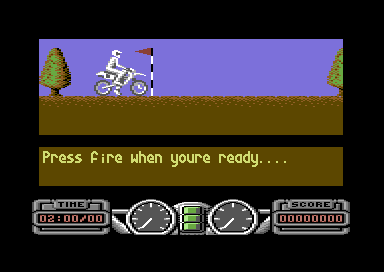 Press fire when youre ready....
TIME
SCORE
02:00/00
00000000